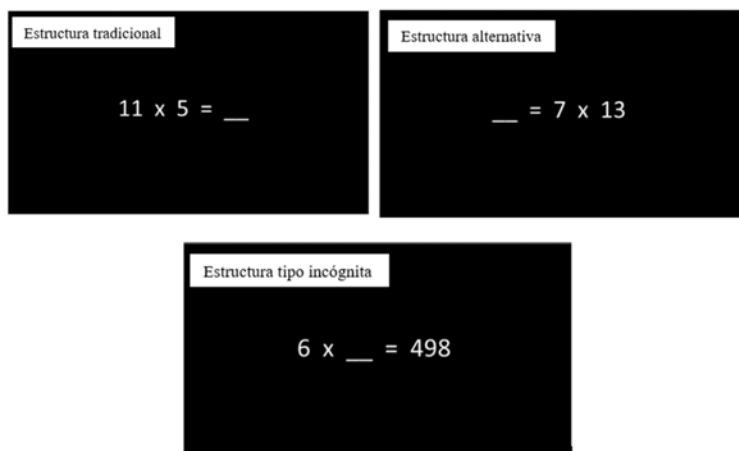 Estructura tradicional
11 x 5 = __
Estructura alternativa
__ = 7 x 13
Estructura tipo incógnita
6 x __ = 498